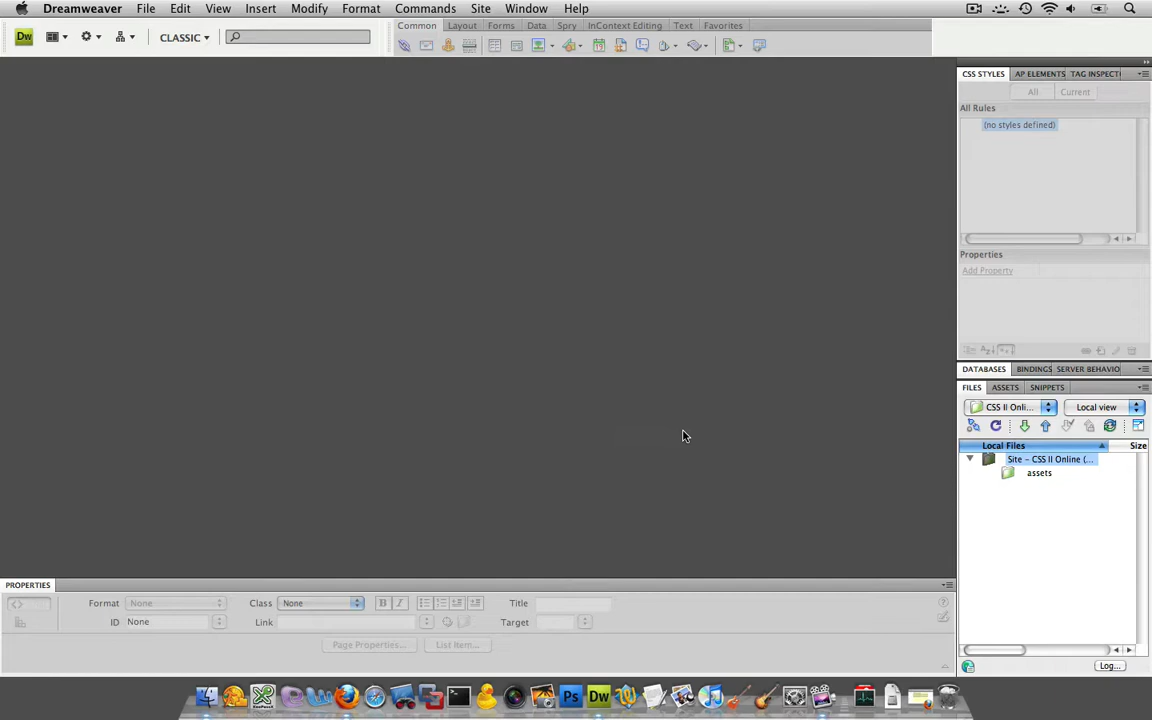 Dreamweaver File Edit View Insert Modify Format Commands Site Window Help
Common Layout Forms Data Spry InContext Editing Text Favorites
Dw CLASSIC
CSS STYLES AP ELEMENTS TAG INSPECT
All Current
All Rules
(no styles defined)
Properties
Add Property
DATABASES BINDINGS SERVER BEHAVIO
FILES ASSETS SNIPPETS
CSS II Onli... Local view
Local Files Size
Site – CSS II Online (...
assets
Log...
PROPERTIES
Format None Class None B I Title
ID None Link Target
Page Properties... List Item...
Ps Dw